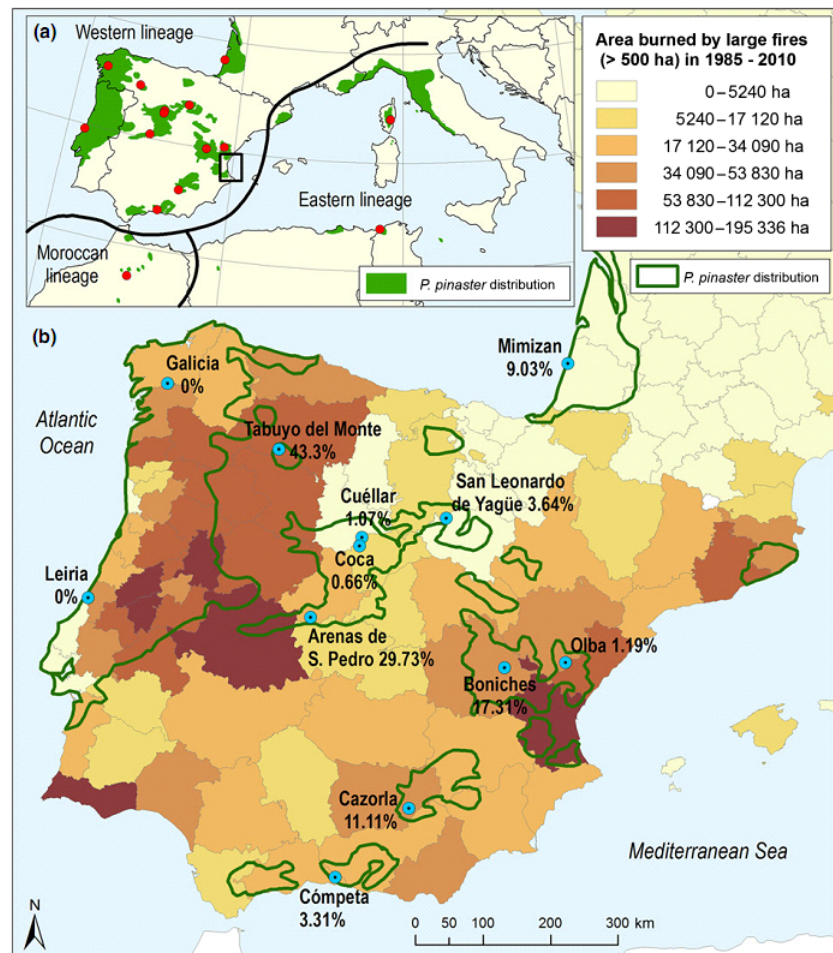 (a)
Western lineage
Eastern lineage
Moroccan
lineage
P. pinaster distribution
Area burned by large fires
(> 500 ha) in 1985 - 2010
0–5240 ha
5240–17 120 ha
17 120–34 090 ha
34 090–53 830 ha
53 830–112 300 ha
112 300–195 336 ha
P. pinaster distribution
(b)
Mimizan
9.03%
Galicia
0%
Atlantic
Ocean
Tabuyo del Monte
43.3%
San Leonardo
de Yagüe 3.64%
Cuéllar
1.07%
Coca
0.66%
Leiria
0%
Arenas de
S. Pedro 29.73%
Olba 1.19%
Boniches
17.31%
Cazorla
11.11%
Mediterranean Sea
Cómpeta
3.31%
N
0 50 100 200 300 km